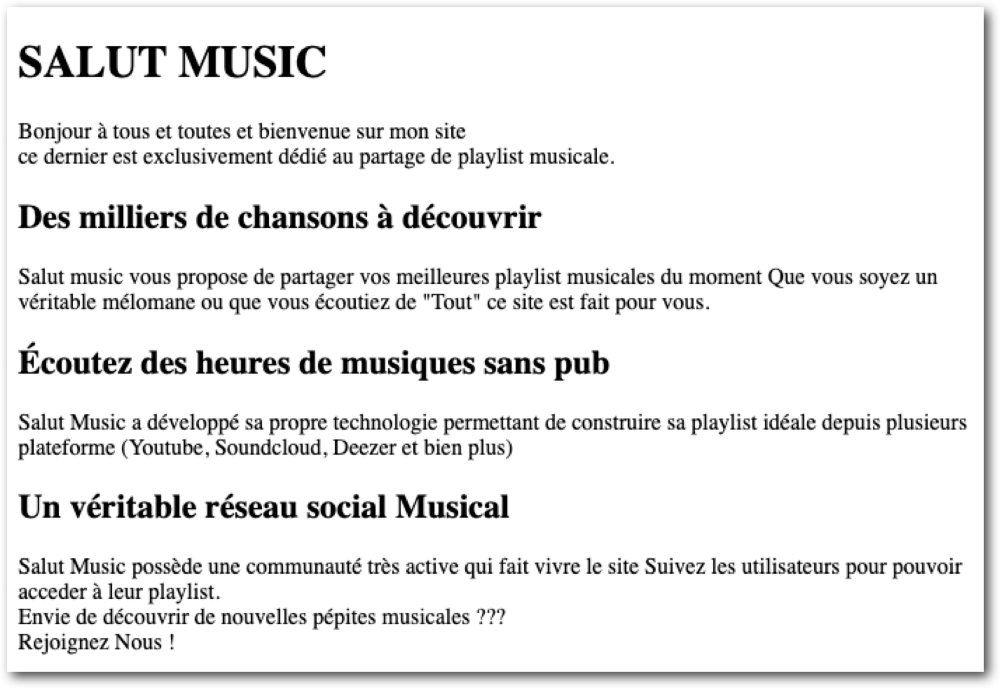 SALUT MUSIC
Bonjour à tous et toutes et bienvenue sur mon site
ce dernier est exclusivement dédié au partage de playlist musicale.
Des milliers de chansons à découvrir
Salut music vous propose de partager vos meilleures playlist musicales du moment Que vous soyez un
véritable mélomane ou que vous écoutiez de "Tout" ce site est fait pour vous.
Écoutez des heures de musiques sans pub
Salut Music a développé sa propre technologie permettant de construire sa playlist idéale depuis plusieurs
plateforme (Youtube, Soundcloud, Deezer et bien plus)
Un véritable réseau social Musical
Salut Music possède une communauté très active qui fait vivre le site Suivez les utilisateurs pour pouvoir
acceder à leur playlist.
Envie de découvrir de nouvelles pépites musicales ???
Rejoignez Nous !